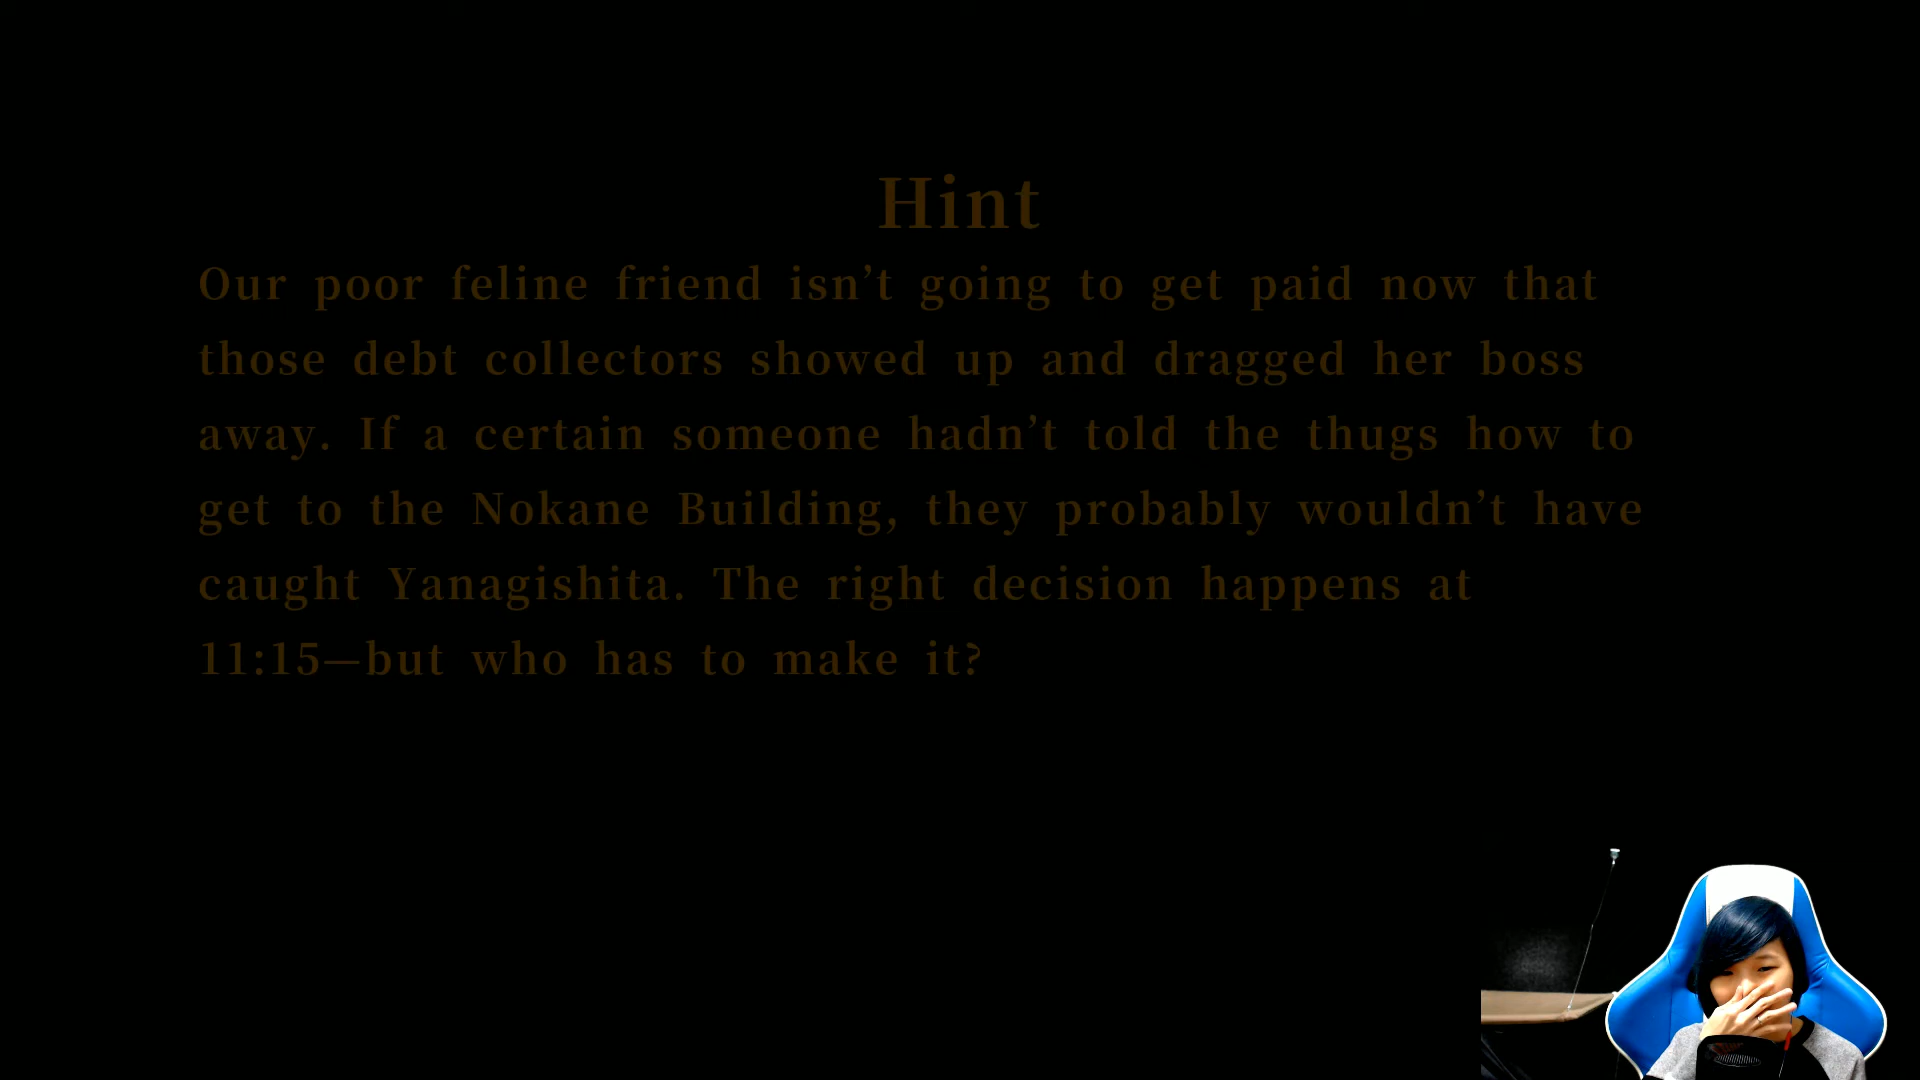 Hint
Our poor feline friend isn’t going to get paid now that
those debt collectors showed up and dragged her boss
away. If a certain someone hadn’t told the thugs how to
get to the Nokane Building, they probably wouldn’t have
caught Yanagishita. The right decision happens at
11:15—but who has to make it?